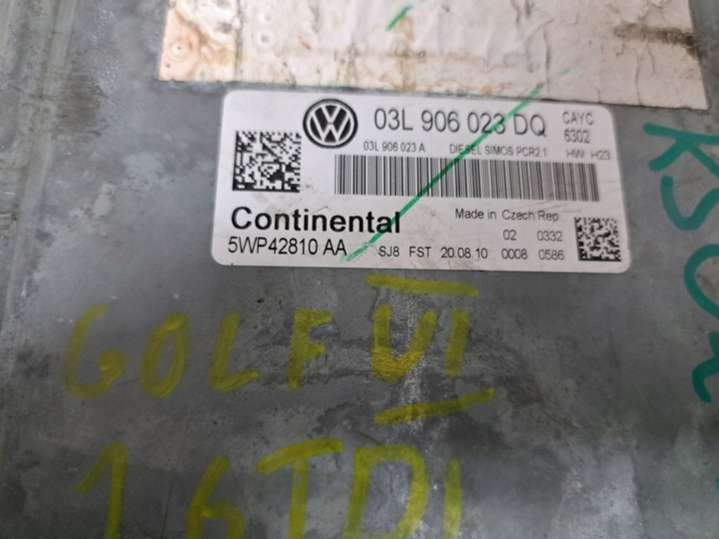 03L 906 023 DQ CAYC
6302
03L 906 023 A DIESEL SIMOS PCR2.1 HW H23
Continental Made in Czech Rep
02 0332
5WP42810 AA SJ8 FST 20.08.10 0008 0586
GOLF VI
1.6 TDI